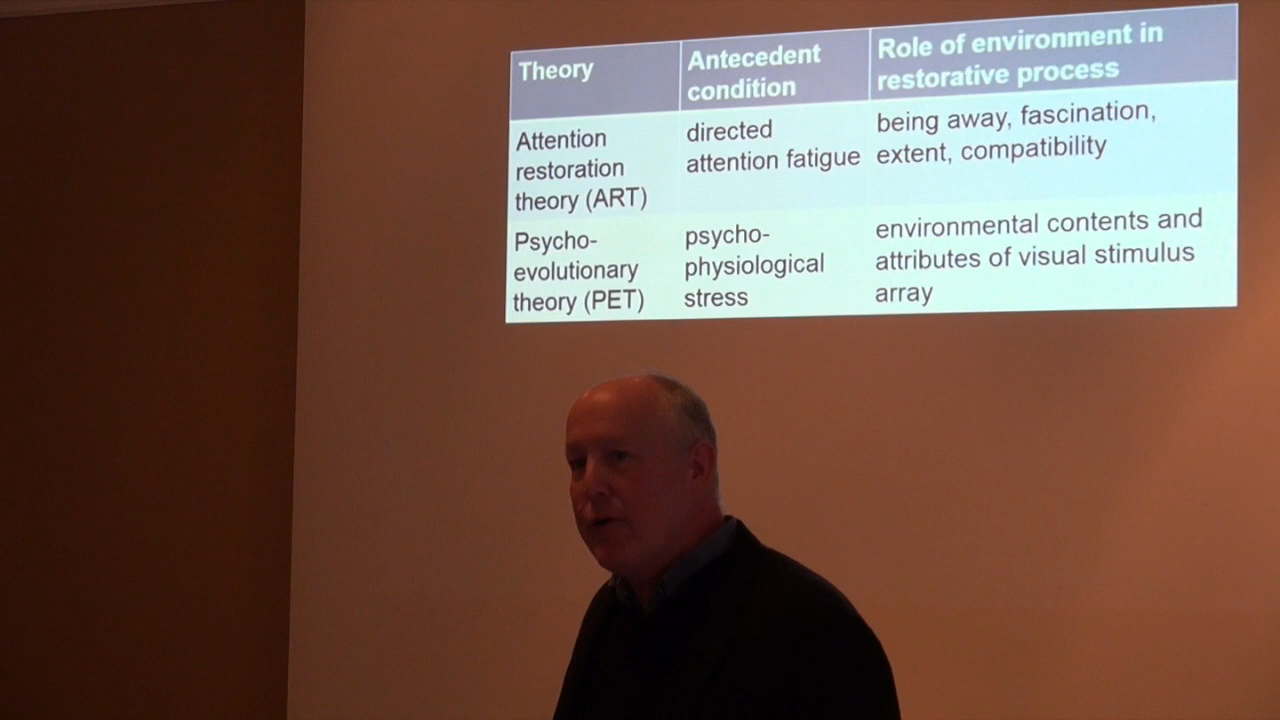 Theory
Antecedent
condition
Role of environment in
restorative process
Attention
restoration
theory (ART)
directed
attention fatigue
being away, fascination,
extent, compatibility
Psycho-
evolutionary
theory (PET)
psycho-
physiological
stress
environmental contents and
attributes of visual stimulus
array